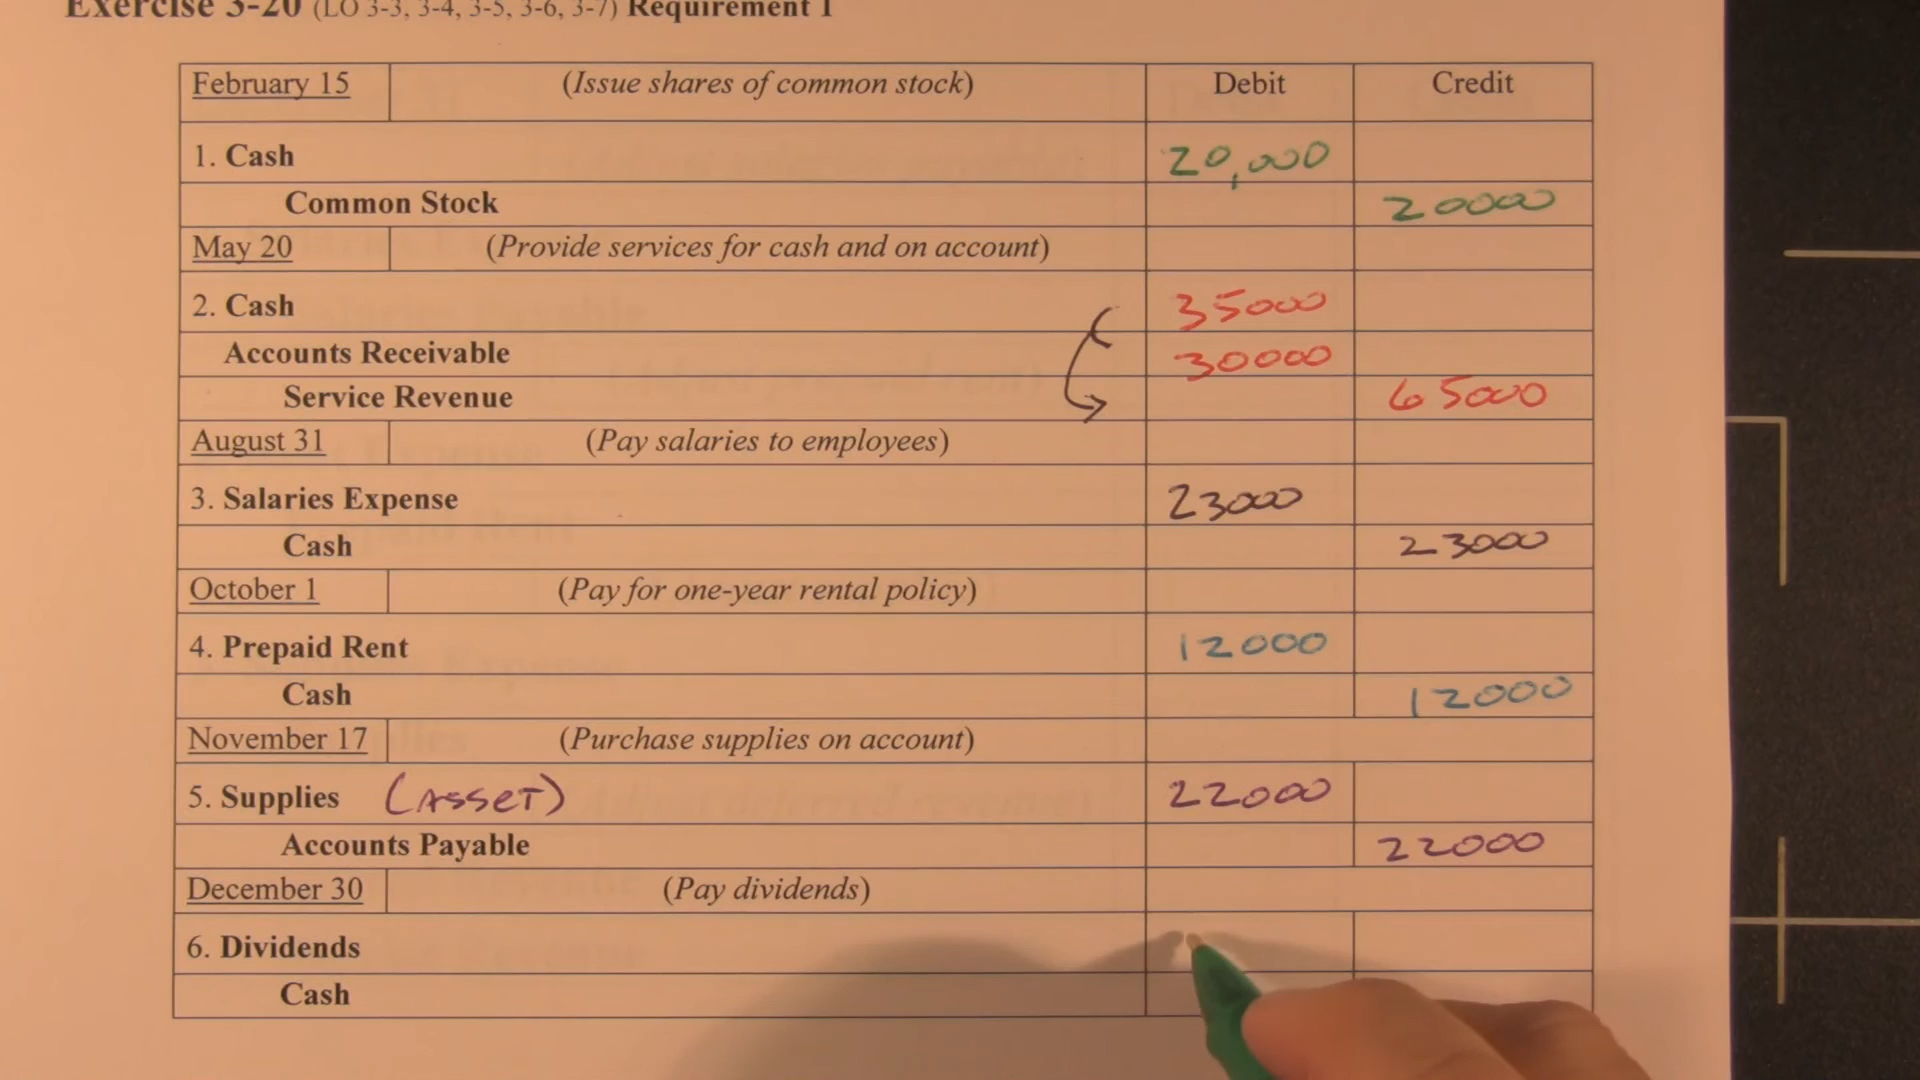 Exercise 3-20 (LO 3-3, 3-4, 3-5, 3-6, 3-7) Requirement 1
February 15 (Issue shares of common stock) Debit Credit
1. Cash 20,000
Common Stock 20000
May 20 (Provide services for cash and on account)
2. Cash 35000
Accounts Receivable 30000
Service Revenue 65000
August 31 (Pay salaries to employees)
3. Salaries Expense 23000
Cash 23000
October 1 (Pay for one-year rental policy)
4. Prepaid Rent 12000
Cash 12000
November 17 (Purchase supplies on account)
5. Supplies (ASSET) 22000
Accounts Payable 22000
December 30 (Pay dividends)
6. Dividends
Cash